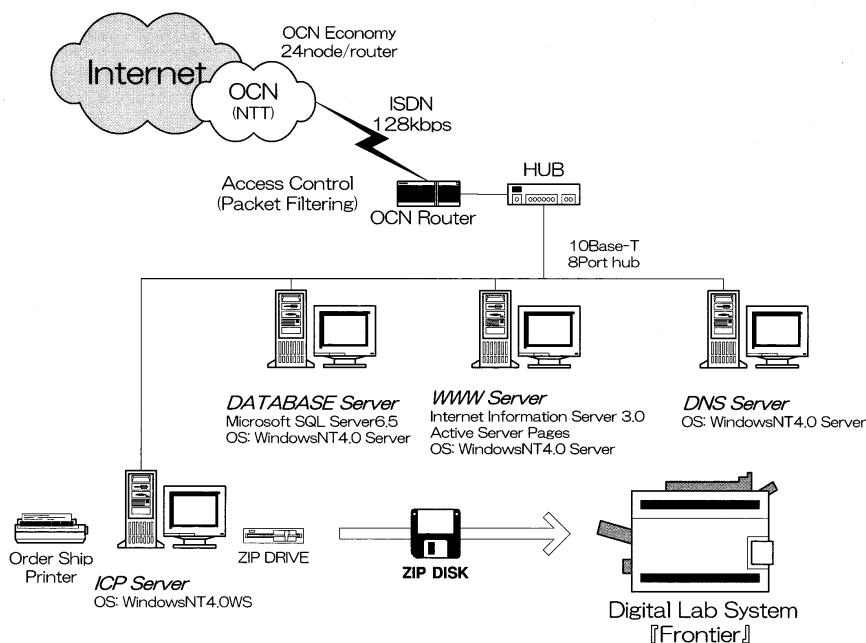 OCN Economy
24node/router
Internet
OCN
(NTT)
ISDN
128kbps
HUB
Access Control
(Packet Filtering)
OCN Router
10Base-T
8Port hub
DATABASE Server
Microsoft SQL Server6.5
OS: WindowsNT4.0 Server
WWW Server
Internet Information Server 3.0
Active Server Pages
OS: WindowsNT4.0 Server
DNS Server
OS: WindowsNT4.0 Server
Order Ship
Printer
ICP Server
OS: WindowsNT4.0WS
ZIP DRIVE
ZIP DISK
Digital Lab System
『Frontier』